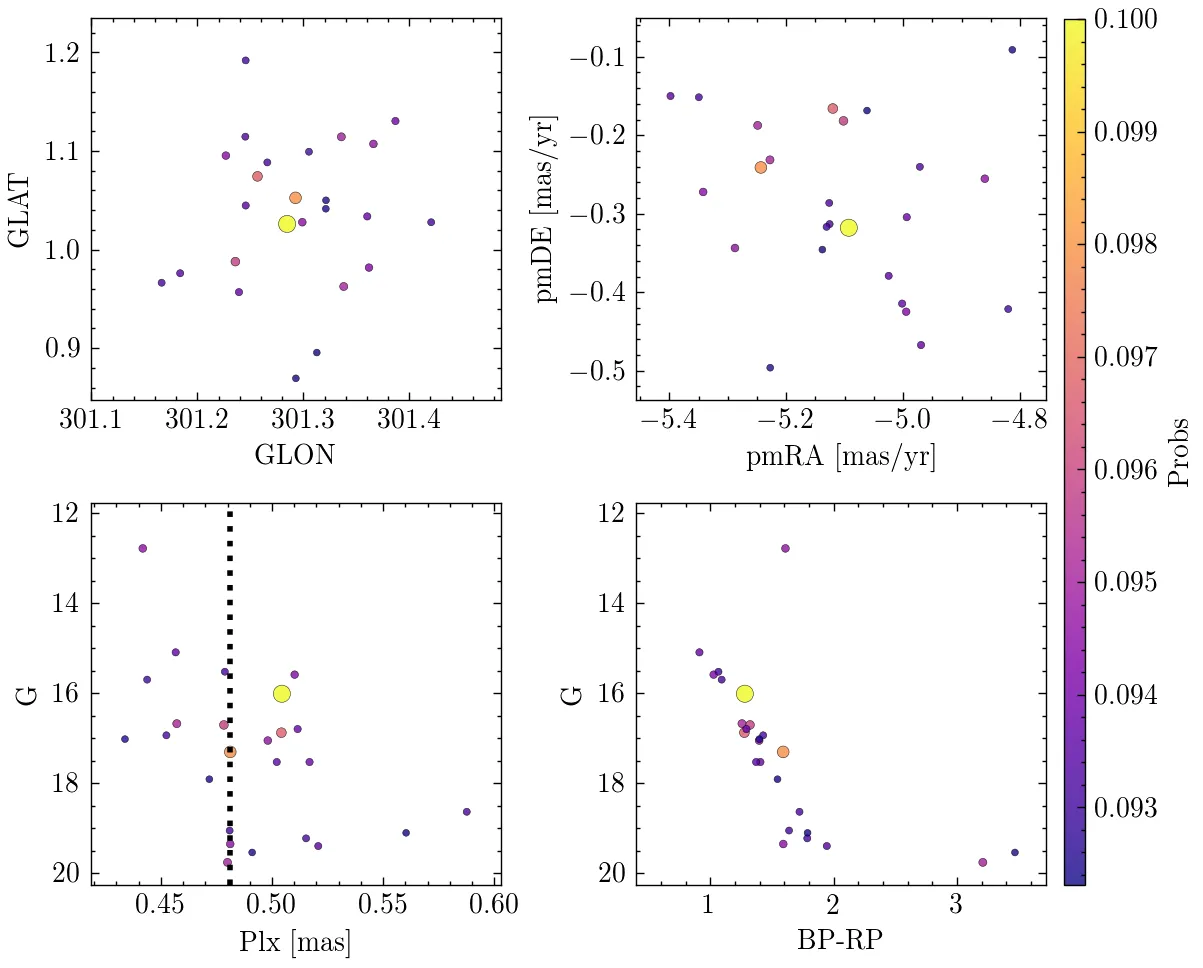 1.2
1.1
1.0
0.9
GLAT
301.1 301.2 301.3 301.4
GLON
−0.1
−0.2
−0.3
−0.4
−0.5
pmDE [mas/yr]
−5.4 −5.2 −5.0 −4.8
pmRA [mas/yr]
0.100
0.099
0.098
0.097
0.096
0.095
0.094
0.093
Probs
12
14
16
18
20
G
0.45 0.50 0.55 0.60
Plx [mas]
12
14
16
18
20
G
1 2 3
BP-RP